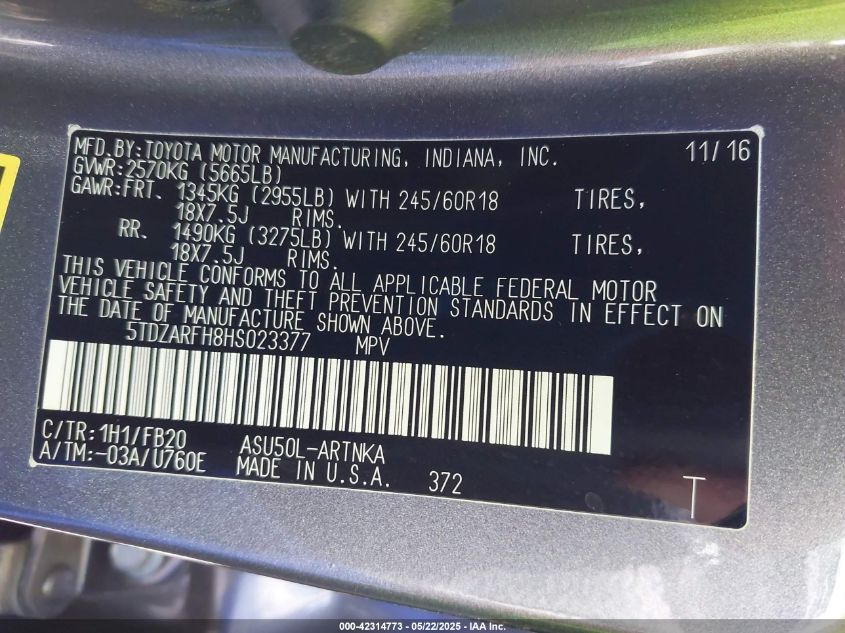 MFD.BY:TOYOTA MOTOR MANUFACTURING, INDIANA, INC. 11/16
GVWR:2570KG (5665LB)
GAWR:FRT. 1345KG (2955LB) WITH 245/60R18 TIRES,
18X7.5J RIMS.
RR. 1490KG (3275LB) WITH 245/60R18 TIRES,
18X7.5J RIMS.
THIS VEHICLE CONFORMS TO ALL APPLICABLE FEDERAL MOTOR
VEHICLE SAFETY AND THEFT PREVENTION STANDARDS IN EFFECT ON
THE DATE OF MANUFACTURE SHOWN ABOVE.
5TDZARFH8HS023377 MPV
C/TR:1H1/FB20 ASU50L-ARTNKA
A/TM:-03A/U760E MADE IN U.S.A. 372
T
000-42314773 - 05/22/2025 - IAA Inc.